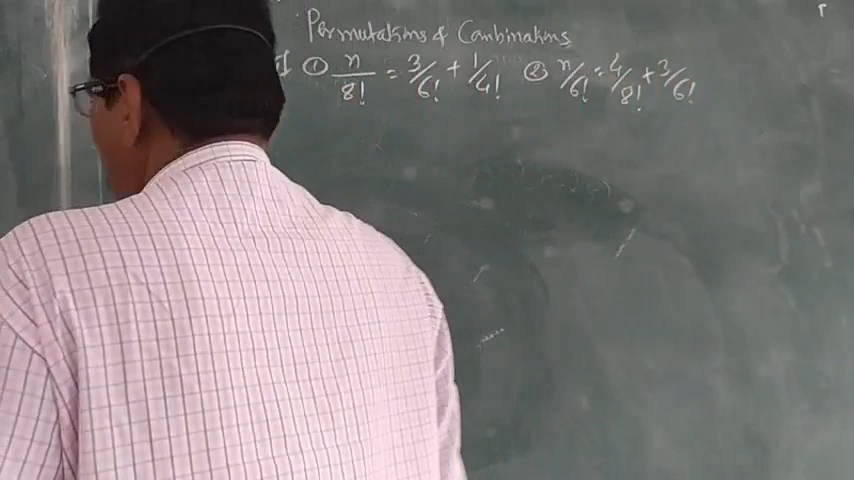 Permutations & Combinations
① n/8! = 3/6! + 1/4! ② n/6! = 4/8! + 3/6!